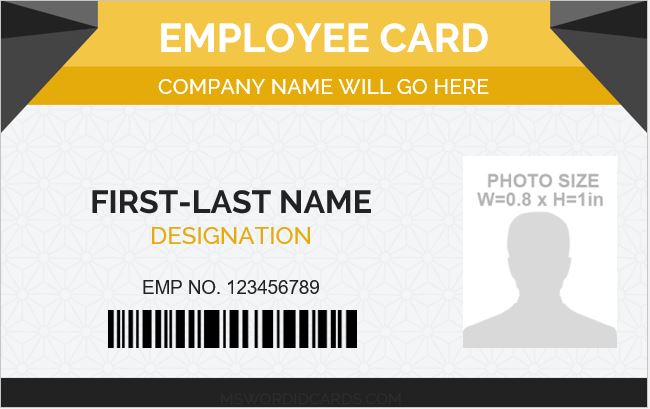 EMPLOYEE CARD
COMPANY NAME WILL GO HERE
FIRST-LAST NAME
DESIGNATION
EMP NO. 123456789
PHOTO SIZE
W=0.8 x H=1in
MSWORDIDCARDS.COM